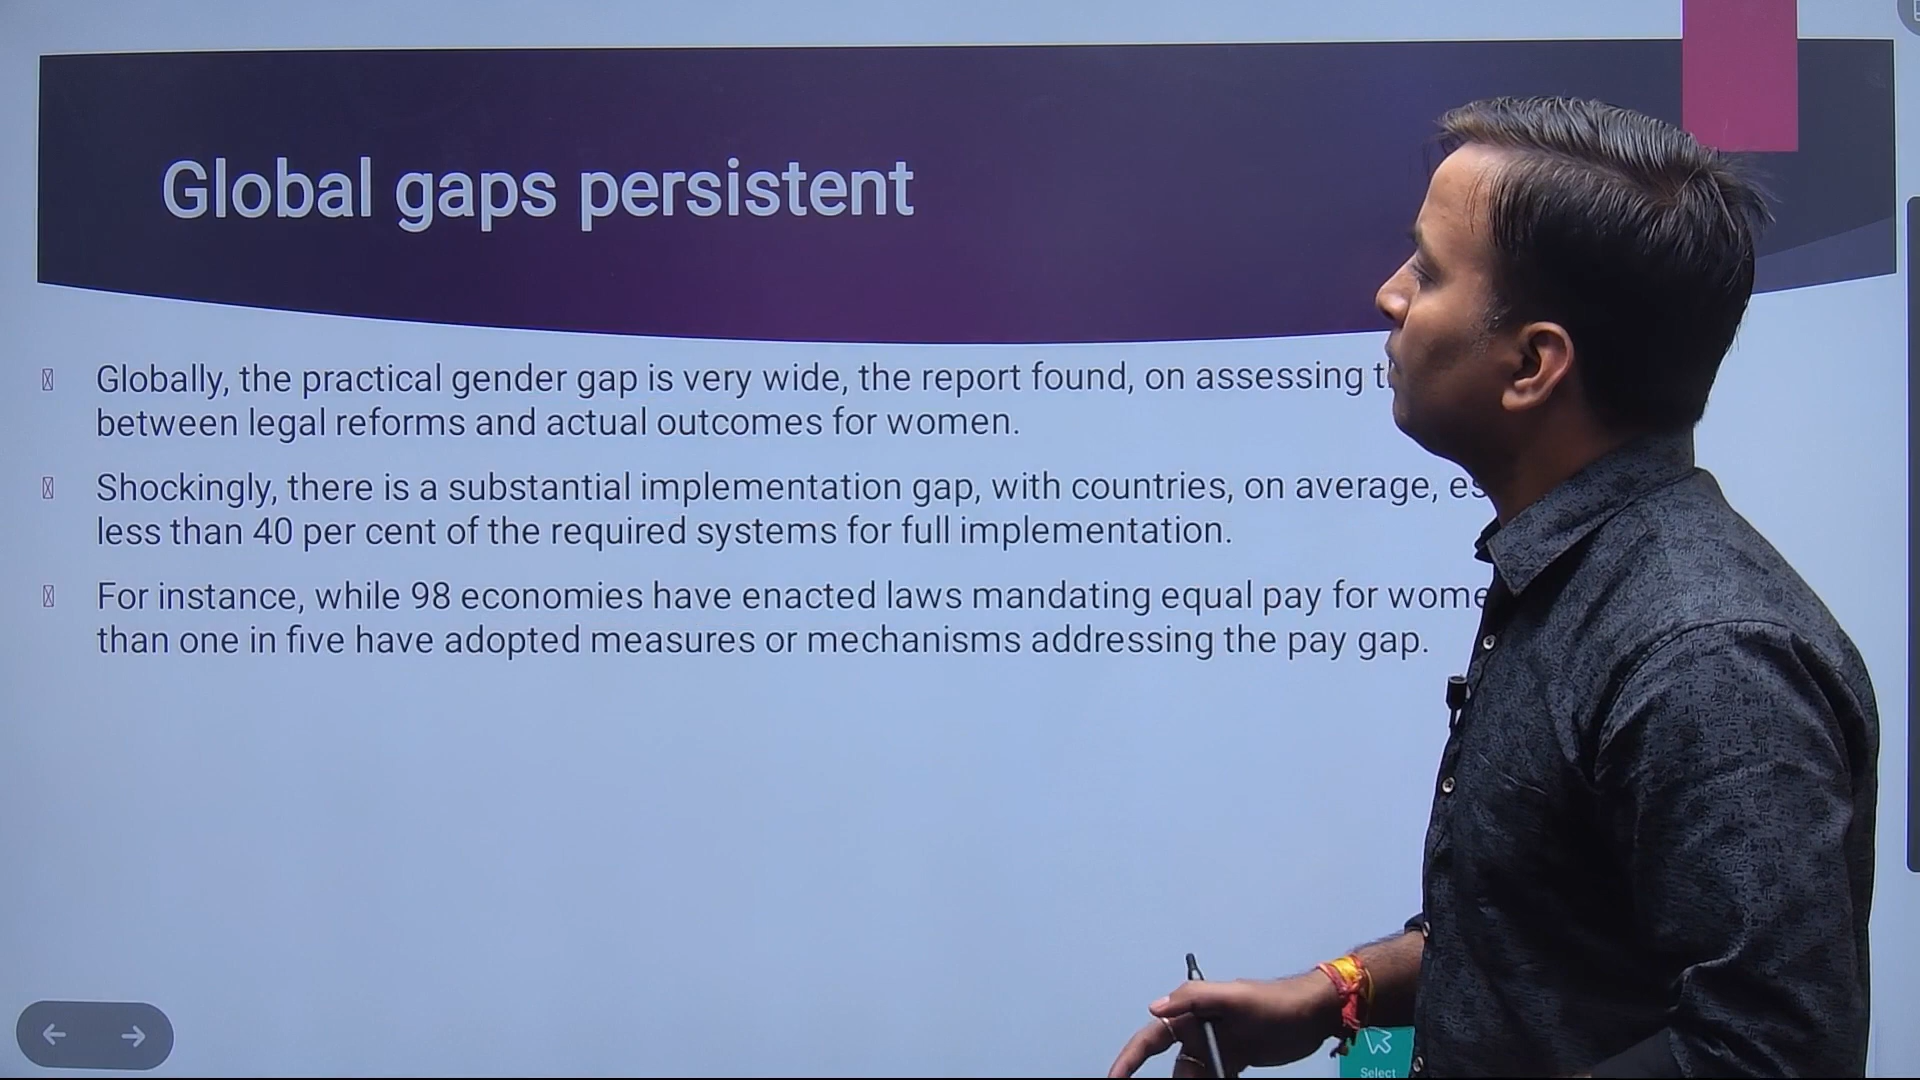 Global gaps persistent
Globally, the practical gender gap is very wide, the report found, on assessing
between legal reforms and actual outcomes for women.
Shockingly, there is a substantial implementation gap, with countries, on average,
less than 40 per cent of the required systems for full implementation.
For instance, while 98 economies have enacted laws mandating equal pay for
than one in five have adopted measures or mechanisms addressing the pay gap.
Select